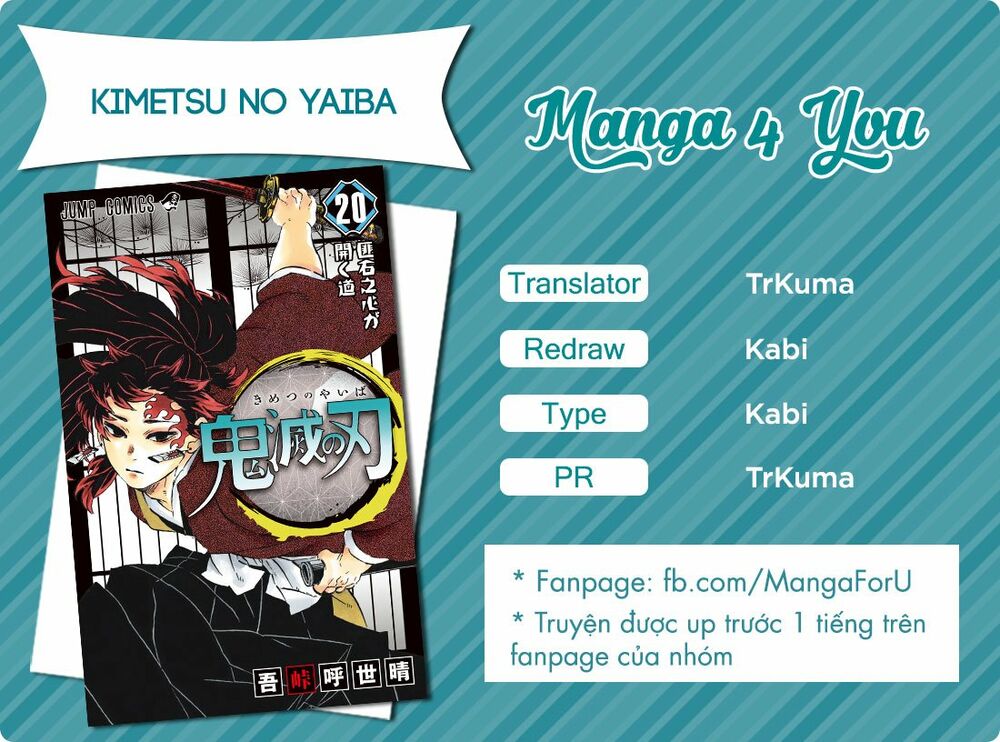 KIMETSU NO YAIBA
Manga 4 You
JUMP COMICS
20
匪石之心が
開く道
きめつのやいば
鬼滅の刃
吾峠呼世晴
Translator TrKuma
Redraw Kabi
Type Kabi
PR TrKuma
* Fanpage: fb.com/MangaForU
* Truyện được up trước 1 tiếng trên
fanpage của nhóm